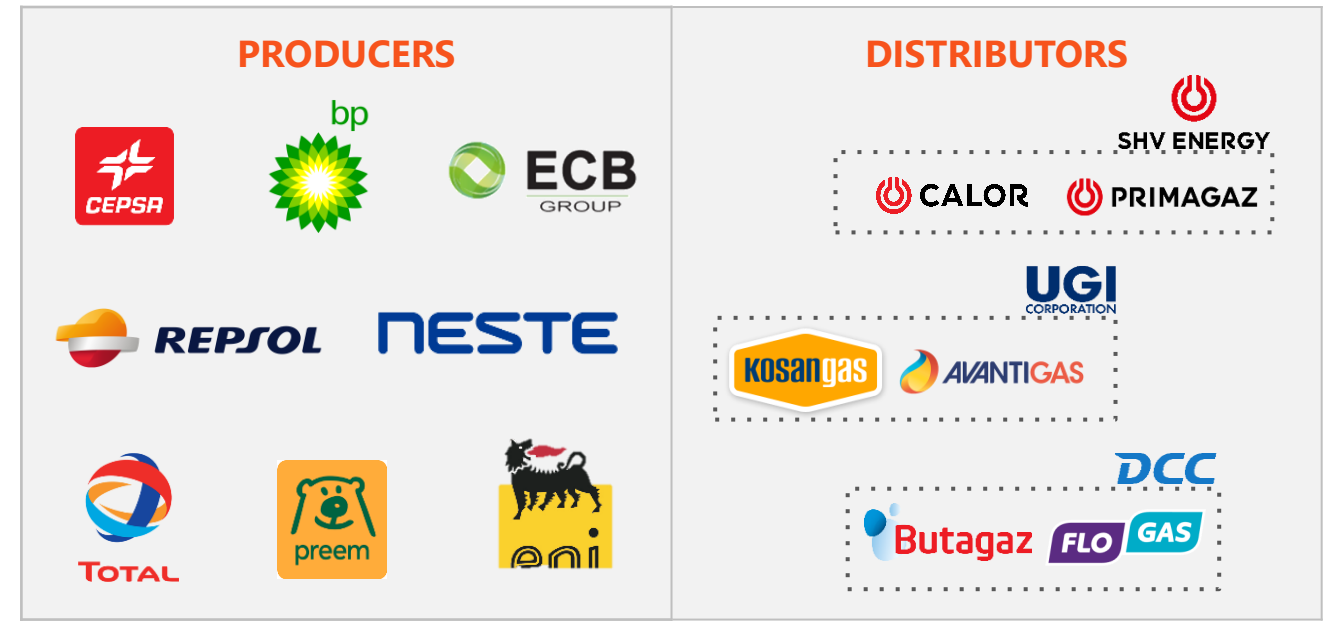 PRODUCERS
CEPSA
bp
ECB
GROUP
REPSOL
NESTE
TOTAL
preem
eni
DISTRIBUTORS
SHV ENERGY
CALOR
PRIMAGAZ
UGI
CORPORATION
Kosangas
AVANTIGAS
DCC
Butagaz
FLO
GAS